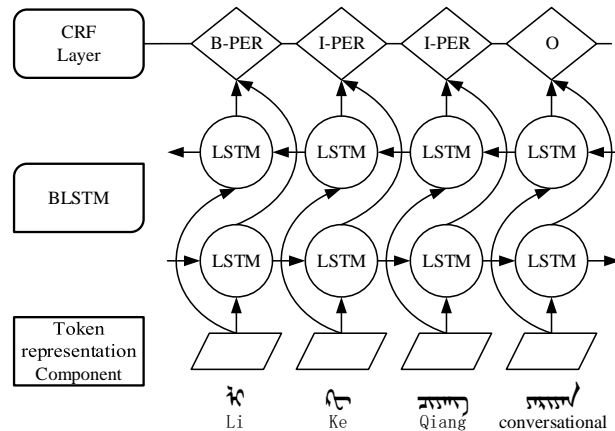 CRF
Layer
B-PER I-PER I-PER O
LSTM LSTM LSTM LSTM
BLSTM
LSTM LSTM LSTM LSTM
Token
representation
Component
Li Ke Qiang conversational